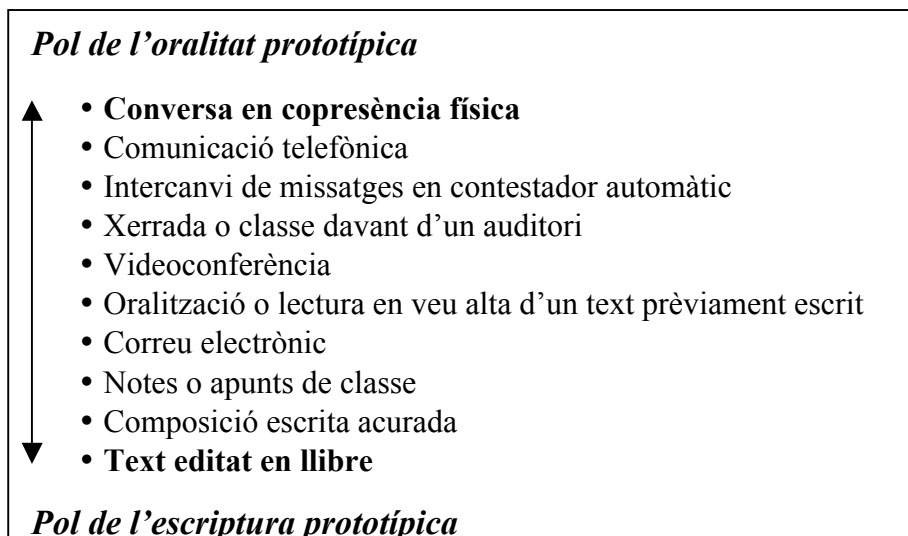 Pol de l’oralitat prototípica
• Conversa en copresència física
• Comunicació telefònica
• Intercanvi de missatges en contestador automàtic
• Xerrada o classe davant d’un auditori
• Videoconferència
• Oralització o lectura en veu alta d’un text prèviament escrit
• Correu electrònic
• Notes o apunts de classe
• Composició escrita acurada
• Text editat en llibre
Pol de l’escriptura prototípica